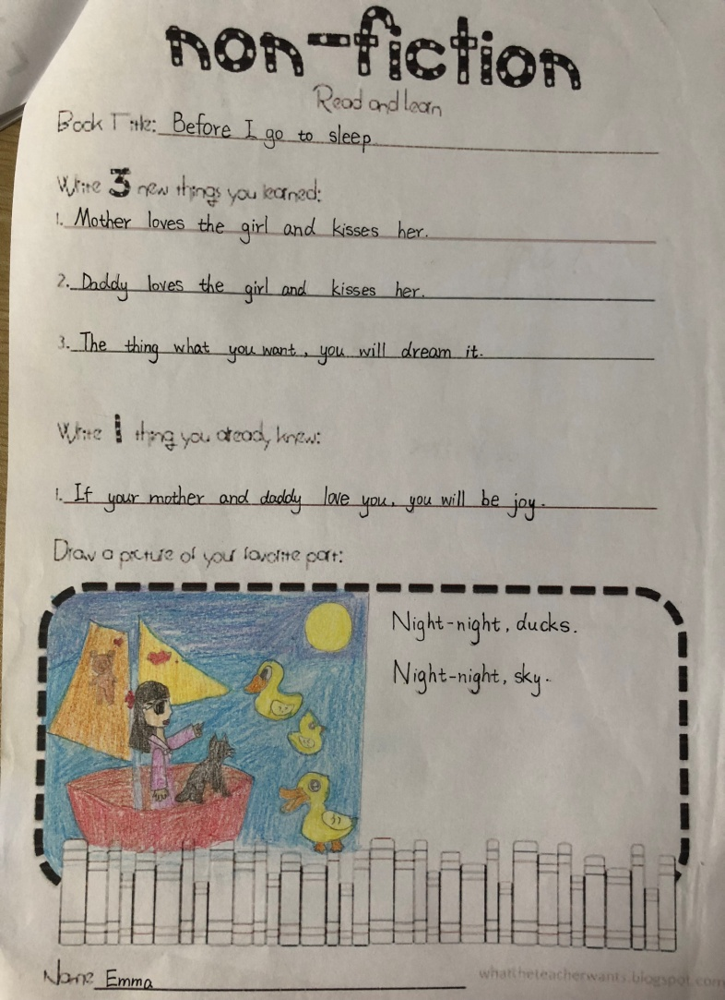 non-fiction
Read and learn
Book Title: Before I go to sleep
Write 3 new things you learned:
1. Mother loves the girl and kisses her.
2. Daddy loves the girl and kisses her.
3. The thing what you want, you will dream it.
Write 1 thing you already knew:
1. If your mother and daddy love you, you will be joy.
Draw a picture of your favorite part:
Night-night, ducks.
Night-night, sky.
Name Emma
whattheteacherwants.blogspot.com